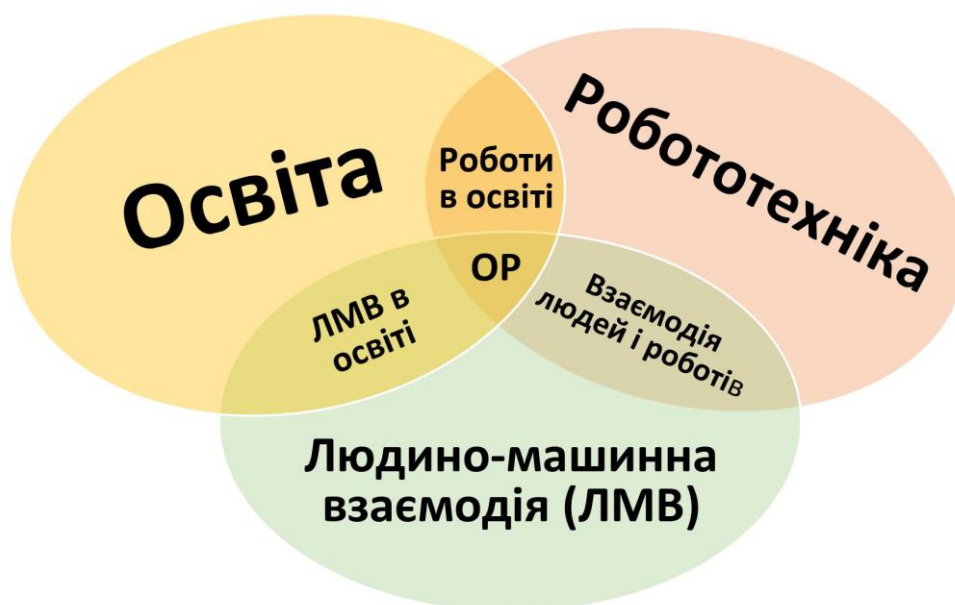 Освіта
Робототехніка
Роботи
в освіті
ОР
ЛМВ в
освіті
Взаємодія
людей і роботів
Людино-машинна
взаємодія (ЛМВ)